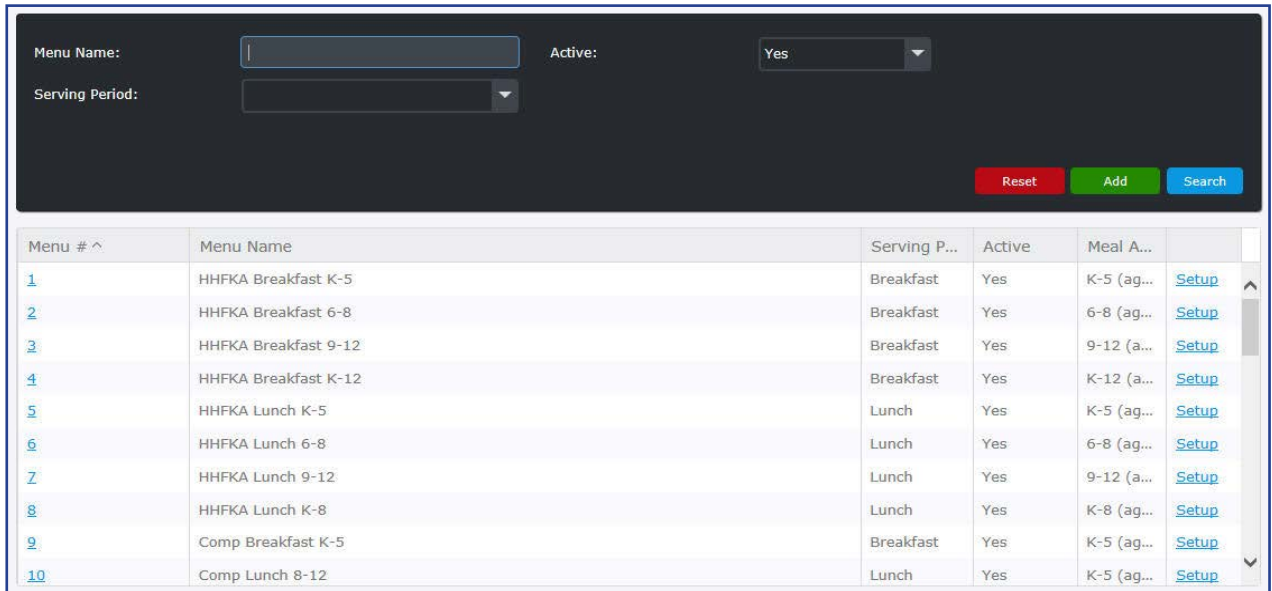 Menu Name: Active: Yes
Serving Period:
Reset Add Search
Menu # ^ Menu Name Serving P... Active Meal A...
1 HHFKA Breakfast K-5 Breakfast Yes K-5 (ag... Setup
2 HHFKA Breakfast 6-8 Breakfast Yes 6-8 (ag... Setup
3 HHFKA Breakfast 9-12 Breakfast Yes 9-12 (a... Setup
4 HHFKA Breakfast K-12 Breakfast Yes K-12 (a... Setup
5 HHFKA Lunch K-5 Lunch Yes K-5 (ag... Setup
6 HHFKA Lunch 6-8 Lunch Yes 6-8 (ag... Setup
7 HHFKA Lunch 9-12 Lunch Yes 9-12 (a... Setup
8 HHFKA Lunch K-8 Lunch Yes K-8 (ag... Setup
9 Comp Breakfast K-5 Breakfast Yes K-5 (ag... Setup
10 Comp Lunch 8-12 Lunch Yes K-5 (ag... Setup